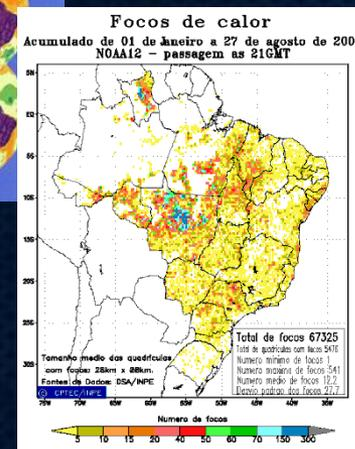 Focos de calor
Acumulado de 01 de Janeiro a 27 de agosto de 200
NOAA12 - passagem as 21GMT
5N
EQ
5S
10S
15S
20S
25S
30S
Total de focos 67325
Total de quadriculas com focos 5476
Numero minimo de focos 1
Numero maximo de focos 541
Numero medio de focos 12.2
Desvio padrao dos focos 27.7
Tamanho medio das quadrículas
com focos: 28km x 28km.
Fontes de Dados: DSA/INPE
© CPTEC/INPE
75W 70W 65W 60W 55W 50W 45W 40W 35W
Numero de focos
5 10 15 20 40 50 60 70 150 300